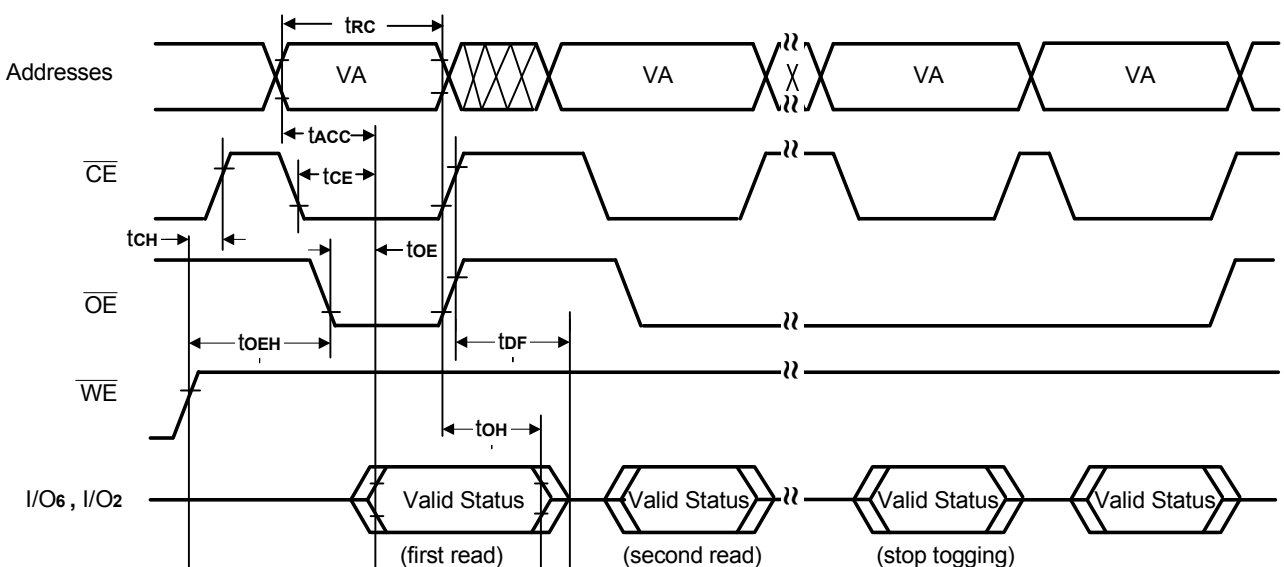 tRC
Addresses VA VA X VA VA
tACC
CE tCE
tCH tOE
OE
tOEH tDF
WE
tOH
I/O6 , I/O2 Valid Status Valid Status Valid Status Valid Status
(first read) (second read) (stop togging)